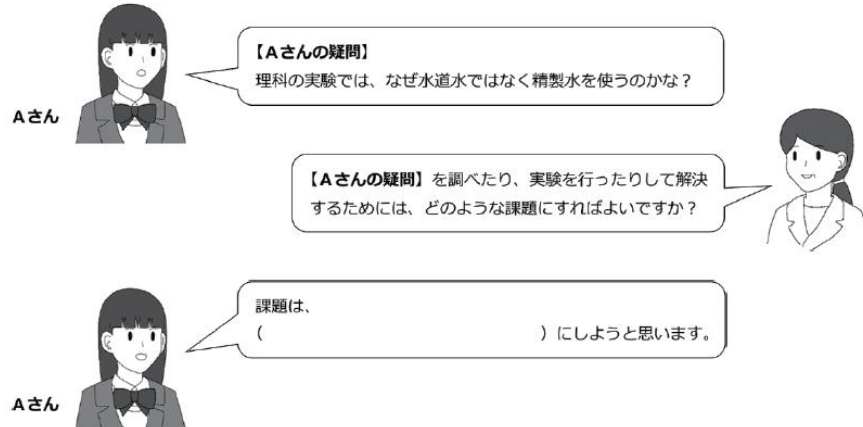 【Aさんの疑問】
理科の実験では、なぜ水道水ではなく精製水を使うのかな?
Aさん
【Aさんの疑問】を調べたり、実験を行ったりして解決
するためには、どのような課題にすればよいですか?
課題は、
(　　　　　　　　　　　　　　　　)にしようと思います。
Aさん